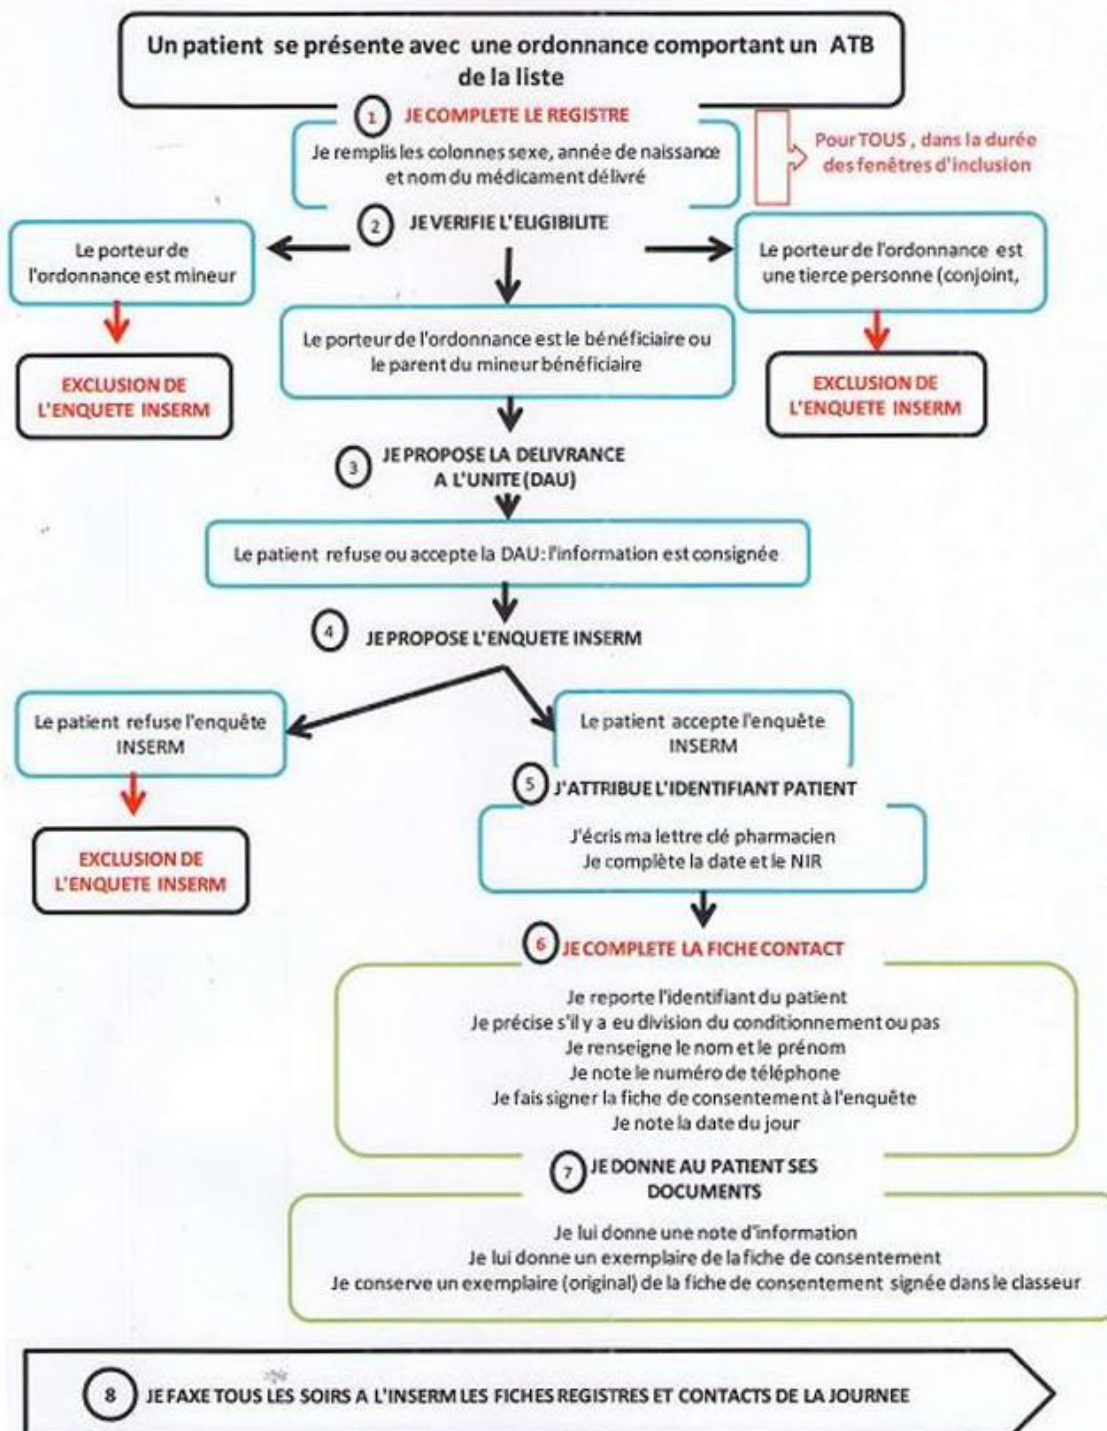 Un patient se présente avec une ordonnance comportant un ATB
de la liste
1 JE COMPLETE LE REGISTRE
Je remplis les colonnes sexe, année de naissance
et nom du médicament délivré
Pour TOUS, dans la durée
des fenêtres d'inclusion
2 JE VERIFIE L'ELIGIBILITE
Le porteur de
l'ordonnance est mineur
EXCLUSION DE
L'ENQUETE INSERM
Le porteur de l'ordonnance est le bénéficiaire ou
le parent du mineur bénéficiaire
Le porteur de l'ordonnance est
une tierce personne (conjoint,
EXCLUSION DE
L'ENQUETE INSERM
3 JE PROPOSE LA DELIVRANCE
A L'UNITE (DAU)
Le patient refuse ou accepte la DAU: l'information est consignée
4 JE PROPOSE L'ENQUETE INSERM
Le patient refuse l'enquête
INSERM
EXCLUSION DE
L'ENQUETE INSERM
Le patient accepte l'enquête
INSERM
5 J'ATTRIBUE L'IDENTIFIANT PATIENT
J'écris ma lettre clé pharmacien
Je complète la date et le NIR
6 JE COMPLETE LA FICHE CONTACT
Je reporte l'identifiant du patient
Je précise s'il y a eu division du conditionnement ou pas
Je renseigne le nom et le prénom
Je note le numéro de téléphone
Je fais signer la fiche de consentement à l'enquête
Je note la date du jour
7 JE DONNE AU PATIENT SES
DOCUMENTS
Je lui donne une note d'information
Je lui donne un exemplaire de la fiche de consentement
Je conserve un exemplaire (original) de la fiche de consentement signée dans le classeur
8 JE FAXE TOUS LES SOIRS A L'INSERM LES FICHES REGISTRES ET CONTACTS DE LA JOURNEE